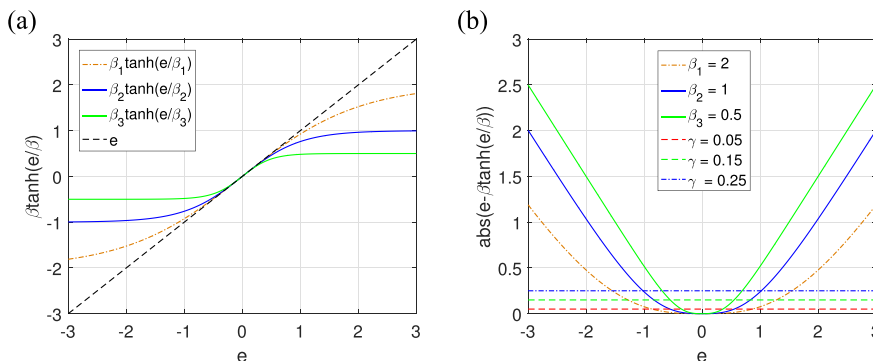 (a)
(b)
3
2
1
0
-1
-2
-3
-3
-2
-1
0
1
2
3
βtanh(e/β)
e
β1tanh(e/β1)
β2tanh(e/β2)
β3tanh(e/β3)
e
3
2.5
2
1.5
1
0.5
0
-3
-2
-1
0
1
2
3
abs(e-βtanh(e/β))
e
β1 = 2
β2 = 1
β3 = 0.5
γ = 0.05
γ = 0.15
γ = 0.25